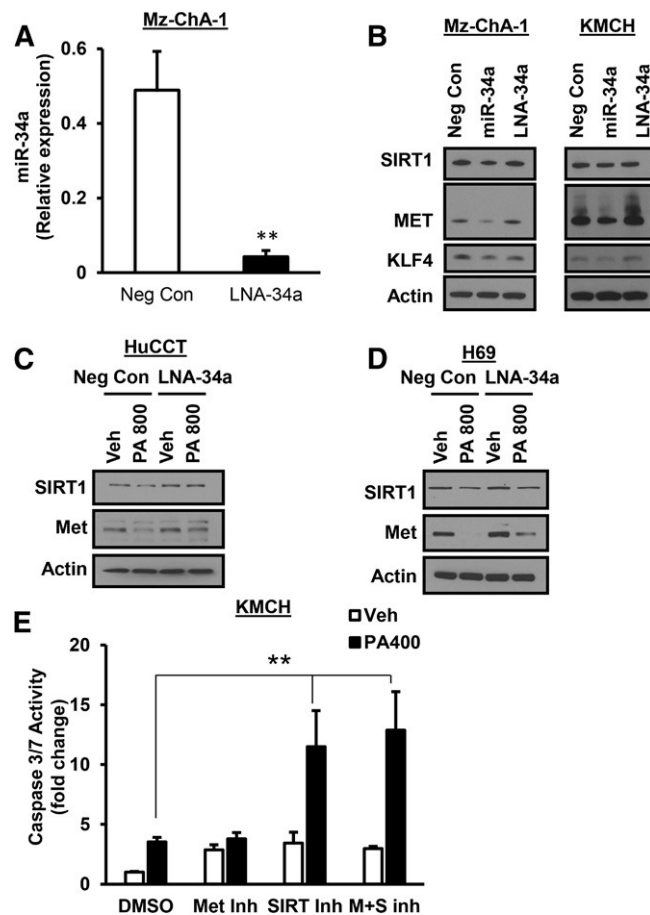 A
Mz-ChA-1
miR-34a
(Relative expression)
0.6
0.4
0.2
0
**
Neg Con LNA-34a
B
Mz-ChA-1 KMCH
Neg Con miR-34a LNA-34a Neg Con miR-34a LNA-34a
SIRT1
MET
KLF4
Actin
C
HuCCT
Neg Con LNA-34a
Veh PA 800 Veh PA 800
SIRT1
Met
Actin
D
H69
Neg Con LNA-34a
Veh PA 800 Veh PA 800
SIRT1
Met
Actin
E
KMCH
Veh
PA400
Caspase 3/7 Activity
(fold change)
20
15
10
5
0
**
DMSO Met Inh SIRT Inh M+S inh